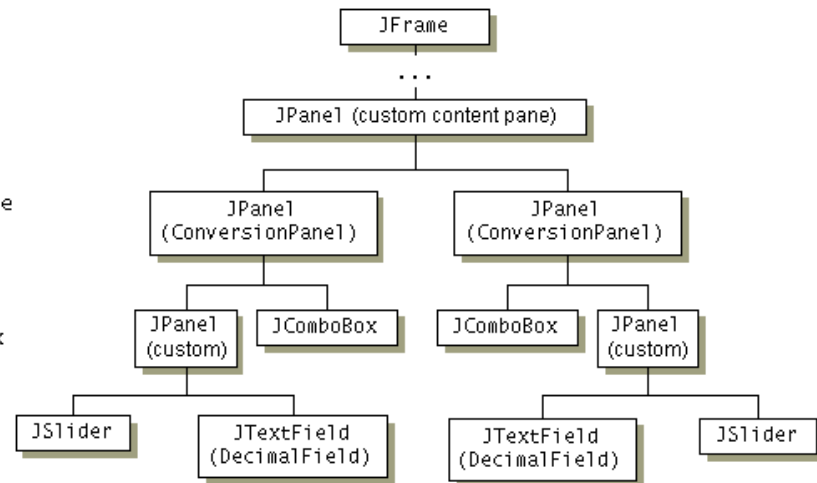 JFrame
...
JPanel (custom content pane)
e
JPanel
(ConversionPanel)
JPanel
(ConversionPanel)
JPanel
(custom)
JComboBox
JComboBox
JPanel
(custom)
JSlider
JTextField
(DecimalField)
JTextField
(DecimalField)
JSlider